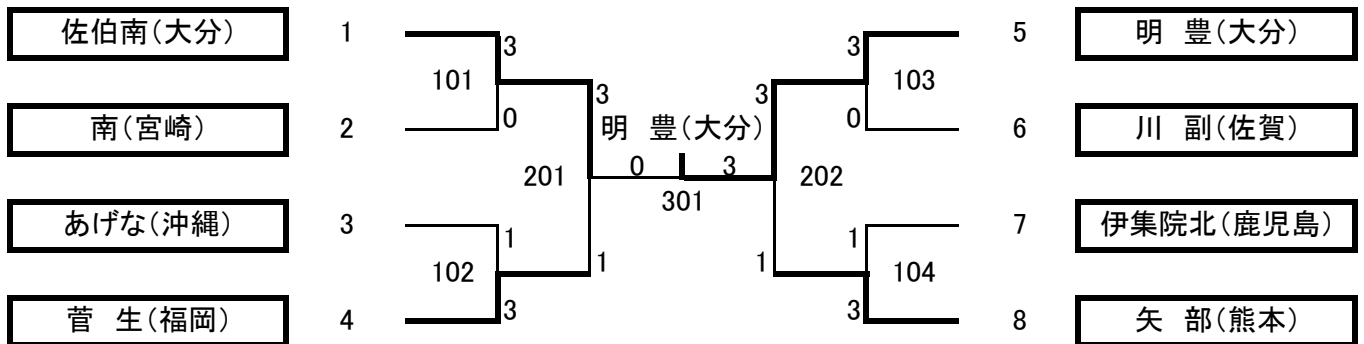 佐伯南(大分) 1 3 3 5 明 豊(大分)
101 3 3 103
南(宮崎) 2 0 明 豊(大分) 0 6 川 副(佐賀)
201 0 3 202
301
あげな(沖縄) 3 1 1 7 伊集院北(鹿児島)
102 1 1 104
菅 生(福岡) 4 3 3 8 矢 部(熊本)